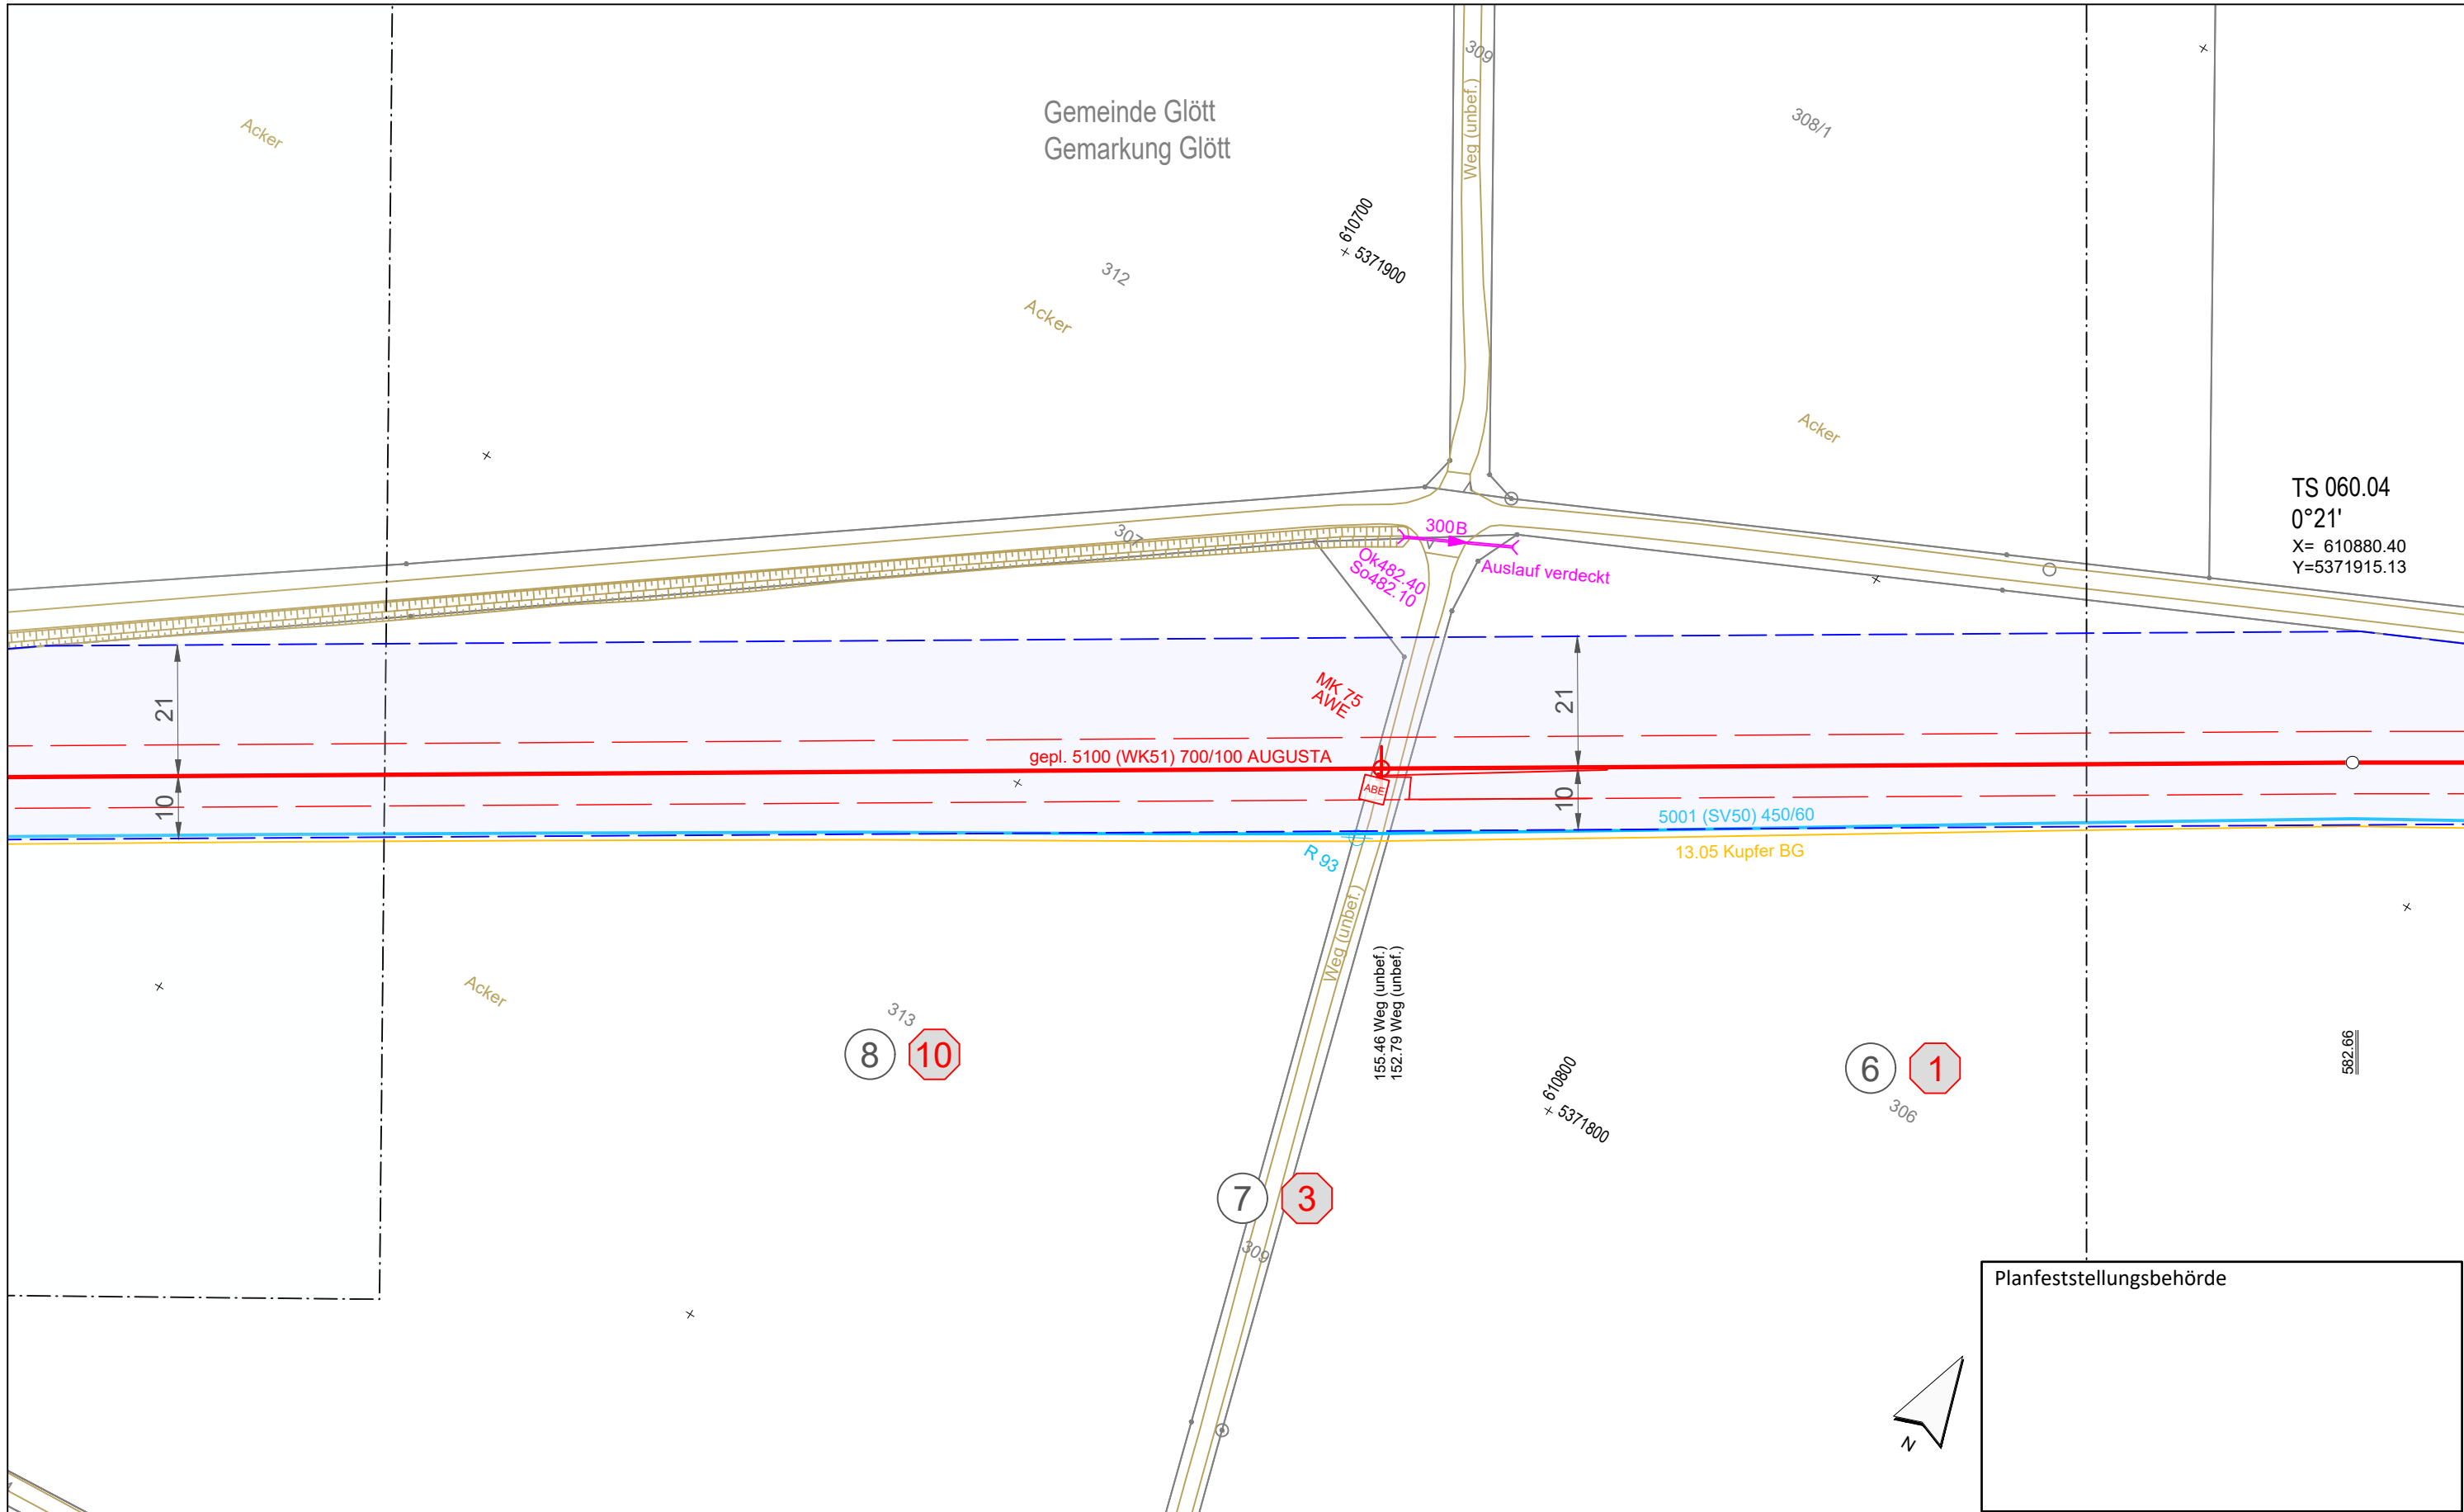 309
Weg (unbef.)
308/1
Acker
Gemeinde Glött
Gemarkung Glött
610700
5371900
312
Acker
Acker
TS 060.04
0°21'
X= 610880.40
Y=5371915.13
307
300B
Ok482.40
So482.10
Auslauf verdeckt
MK 75
AWE
21
21
gepl. 5100 (WK51) 700/100 AUGUSTA
ABE
10
10
5001 (SV50) 450/60
13.05 Kupfer BG
R 93
Weg (unbef.)
155.46 Weg (unbef.)
152.79 Weg (unbef.)
Acker
313
8
10
610800
5371800
6
1
306
582.66
7
3
309
Planfeststellungsbehörde
N